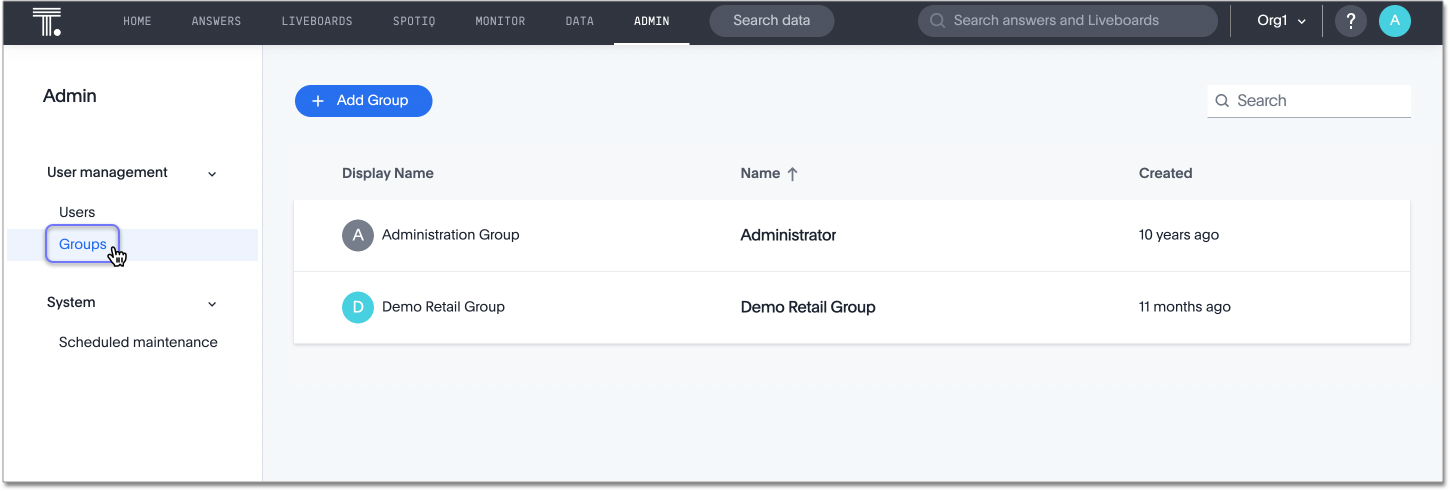 T. HOME ANSWERS LIVEBOARDS SPOTIQ MONITOR DATA ADMIN Search data Search answers and Liveboards Org1 ? A
Admin
+ Add Group
Search
User management
Users
Groups
System
Scheduled maintenance
Display Name Name ↑ Created
A Administration Group Administrator 10 years ago
D Demo Retail Group Demo Retail Group 11 months ago